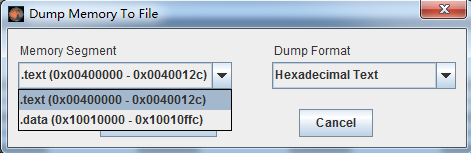 Dump Memory To File
Memory Segment
Dump Format
.text (0x00400000 - 0x0040012c)
Hexadecimal Text
.text (0x00400000 - 0x0040012c)
.data (0x10010000 - 0x10010ffc)
Cancel